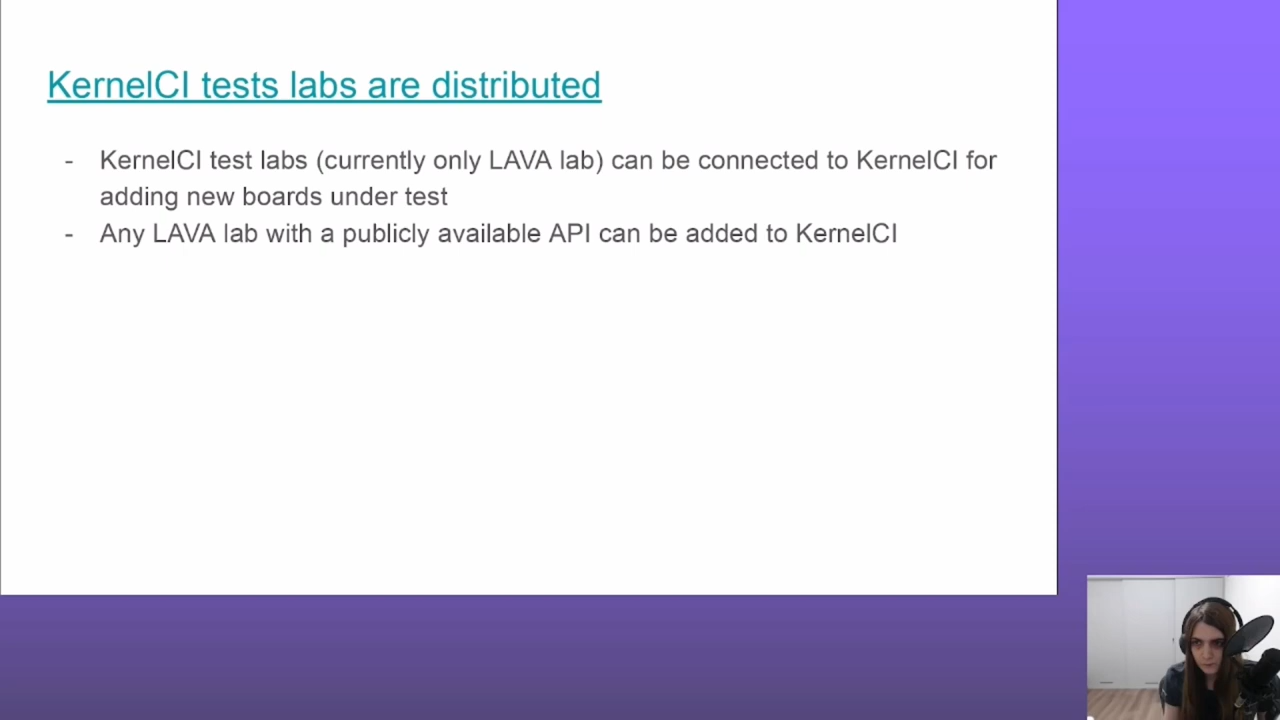 KernelCI tests labs are distributed
- KernelCI test labs (currently only LAVA lab) can be connected to KernelCI for
adding new boards under test
- Any LAVA lab with a publicly available API can be added to KernelCI